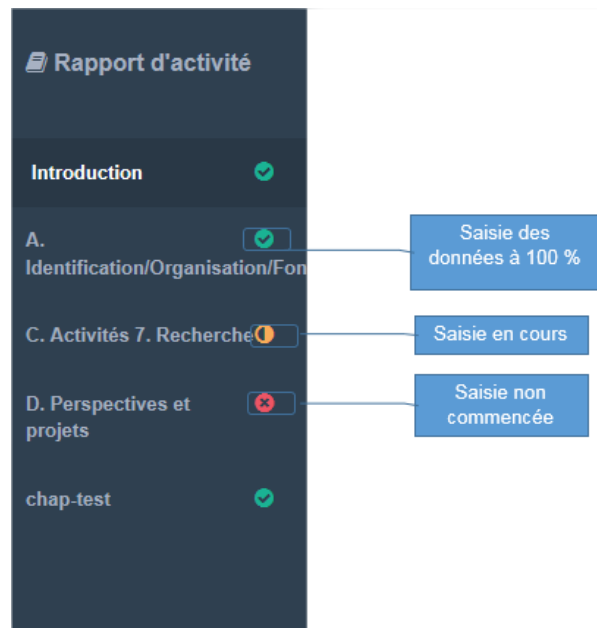 Rapport d'activité
Introduction
A.
Identification/Organisation/Fon
Saisie des
données à 100 %
C. Activités 7. Recherche
Saisie en cours
D. Perspectives et
projets
Saisie non
commencée
chap-test